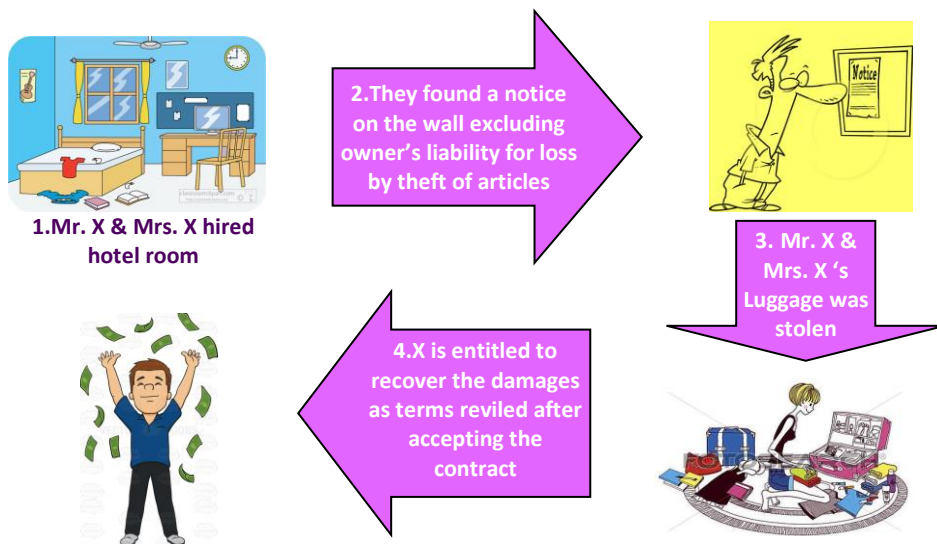 1.Mr. X & Mrs. X hired
hotel room
2.They found a notice
on the wall excluding
owner's liability for loss
by theft of articles
Notice
3. Mr. X &
Mrs. X ‘s
Luggage was
stolen
4.X is entitled to
recover the damages
as terms reviled after
accepting the
contract